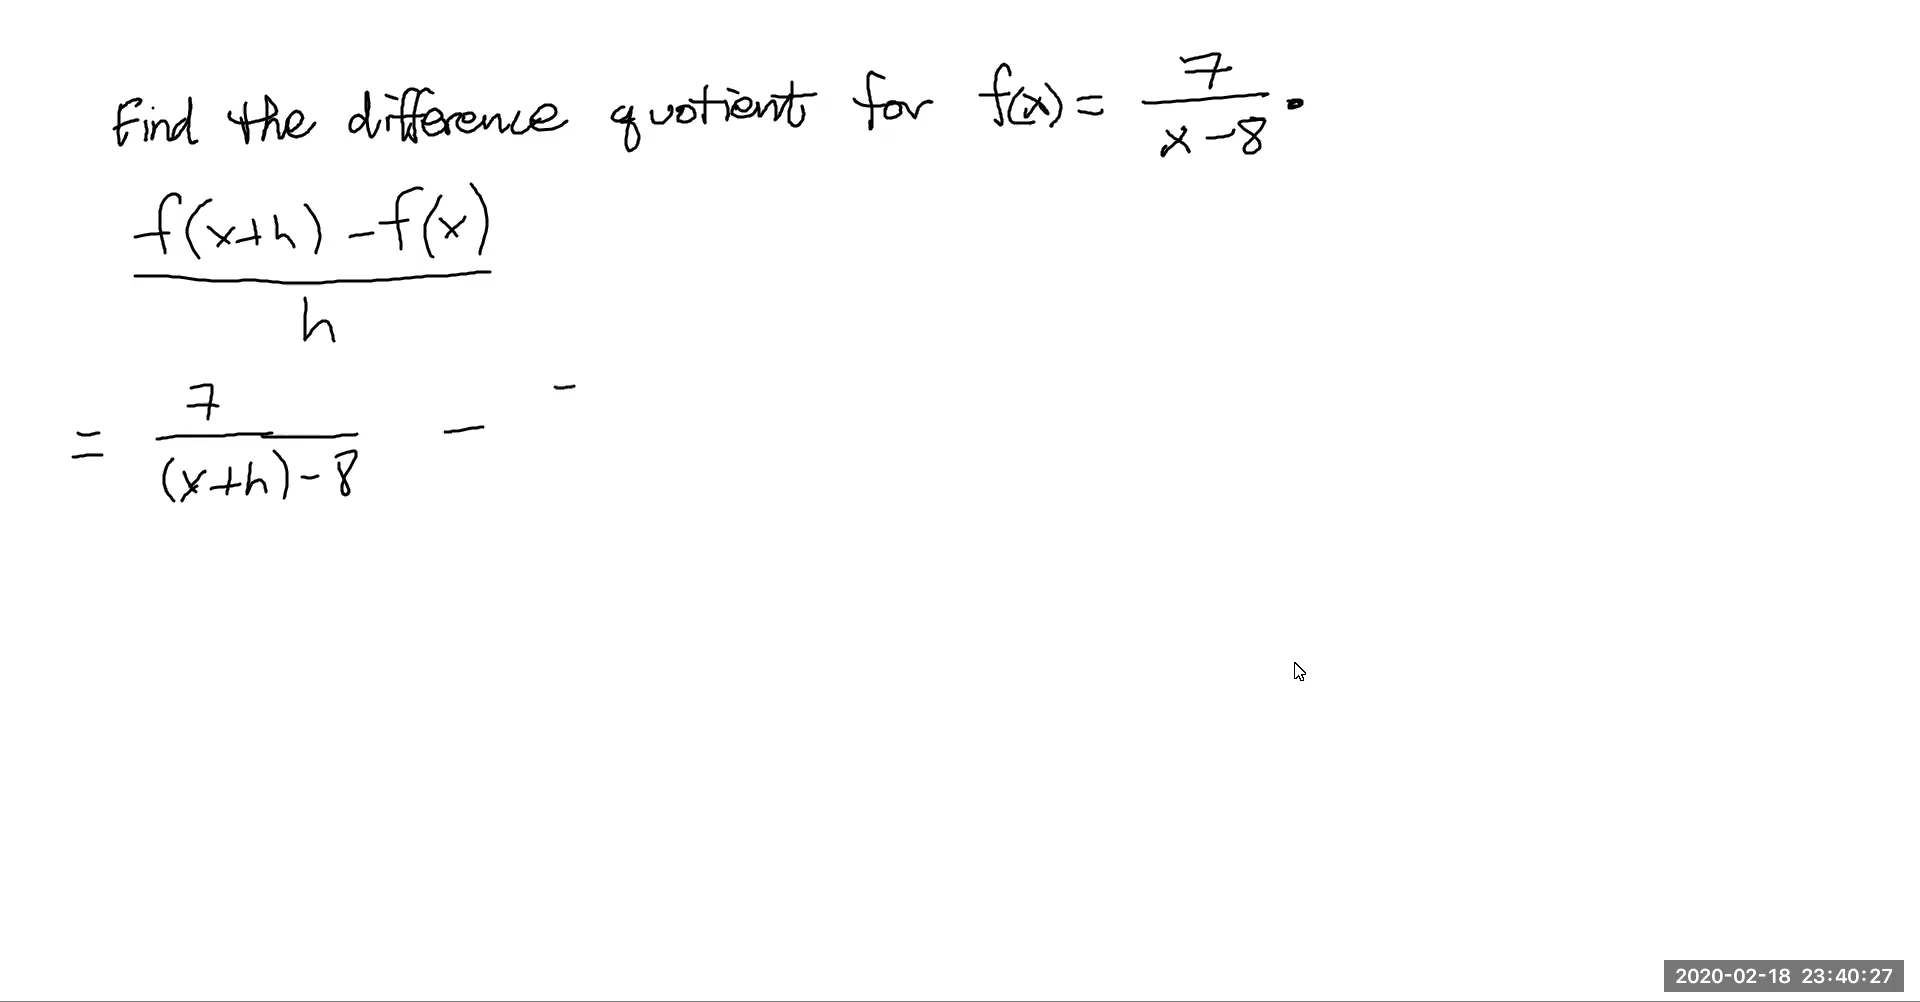 Find the difference quotient for f(x) = 7/(x-8).
(f(x+h) - f(x))/h
= 7/((x+h)-8) - -
2020-02-18 23:40:27